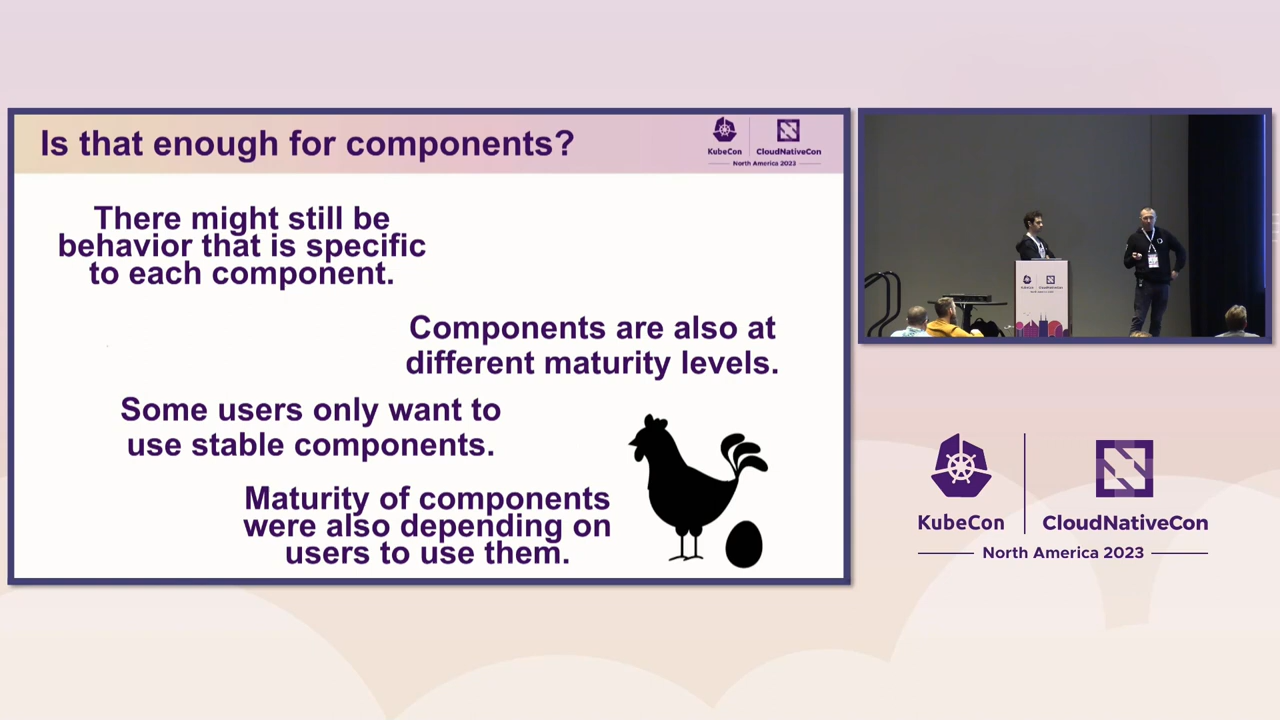 Is that enough for components?
KubeCon
CloudNativeCon
North America 2023
There might still be
behavior that is specific
to each component.
Components are also at
different maturity levels.
Some users only want to
use stable components.
Maturity of components
were also depending on
users to use them.
KubeCon
CloudNativeCon
North America 2023